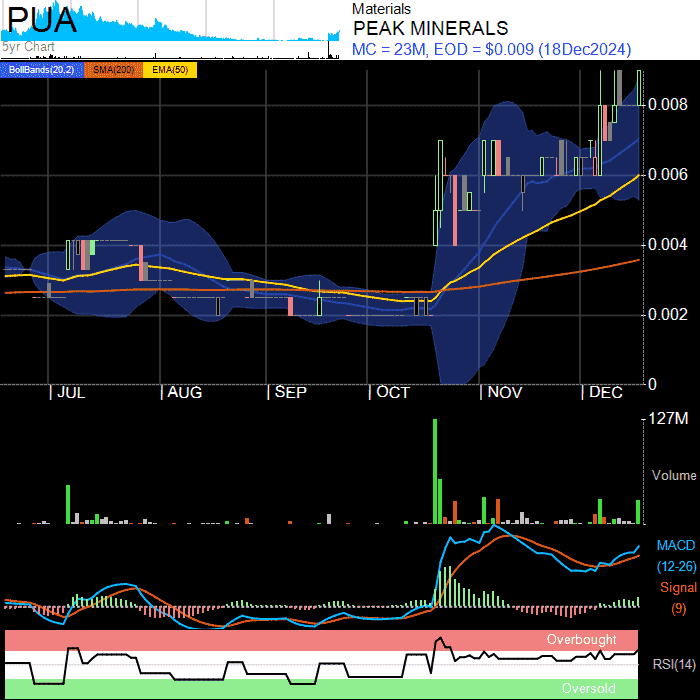 PUA
5yr Chart
Materials
PEAK MINERALS
MC = 23M, EOD = $0.009 (18Dec2024)
BollBands(20,2) SMA(200) EMA(50)
0.008
0.006
0.004
0.002
0
JUL AUG SEP OCT NOV DEC
127M
Volume
MACD
(12-26)
Signal
(9)
Overbought
RSI(14)
Oversold